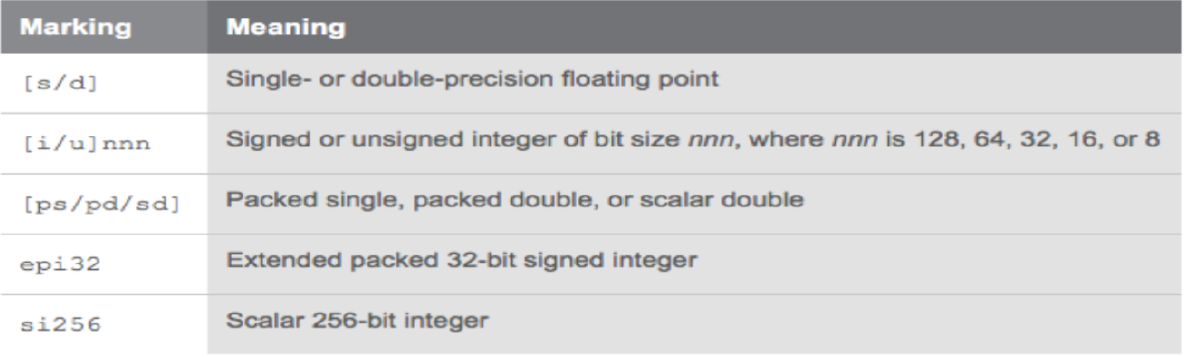 Marking Meaning
[s/d] Single- or double-precision floating point
[i/u]nnn Signed or unsigned integer of bit size nnn, where nnn is 128, 64, 32, 16, or 8
[ps/pd/sd] Packed single, packed double, or scalar double
epi32 Extended packed 32-bit signed integer
si256 Scalar 256-bit integer